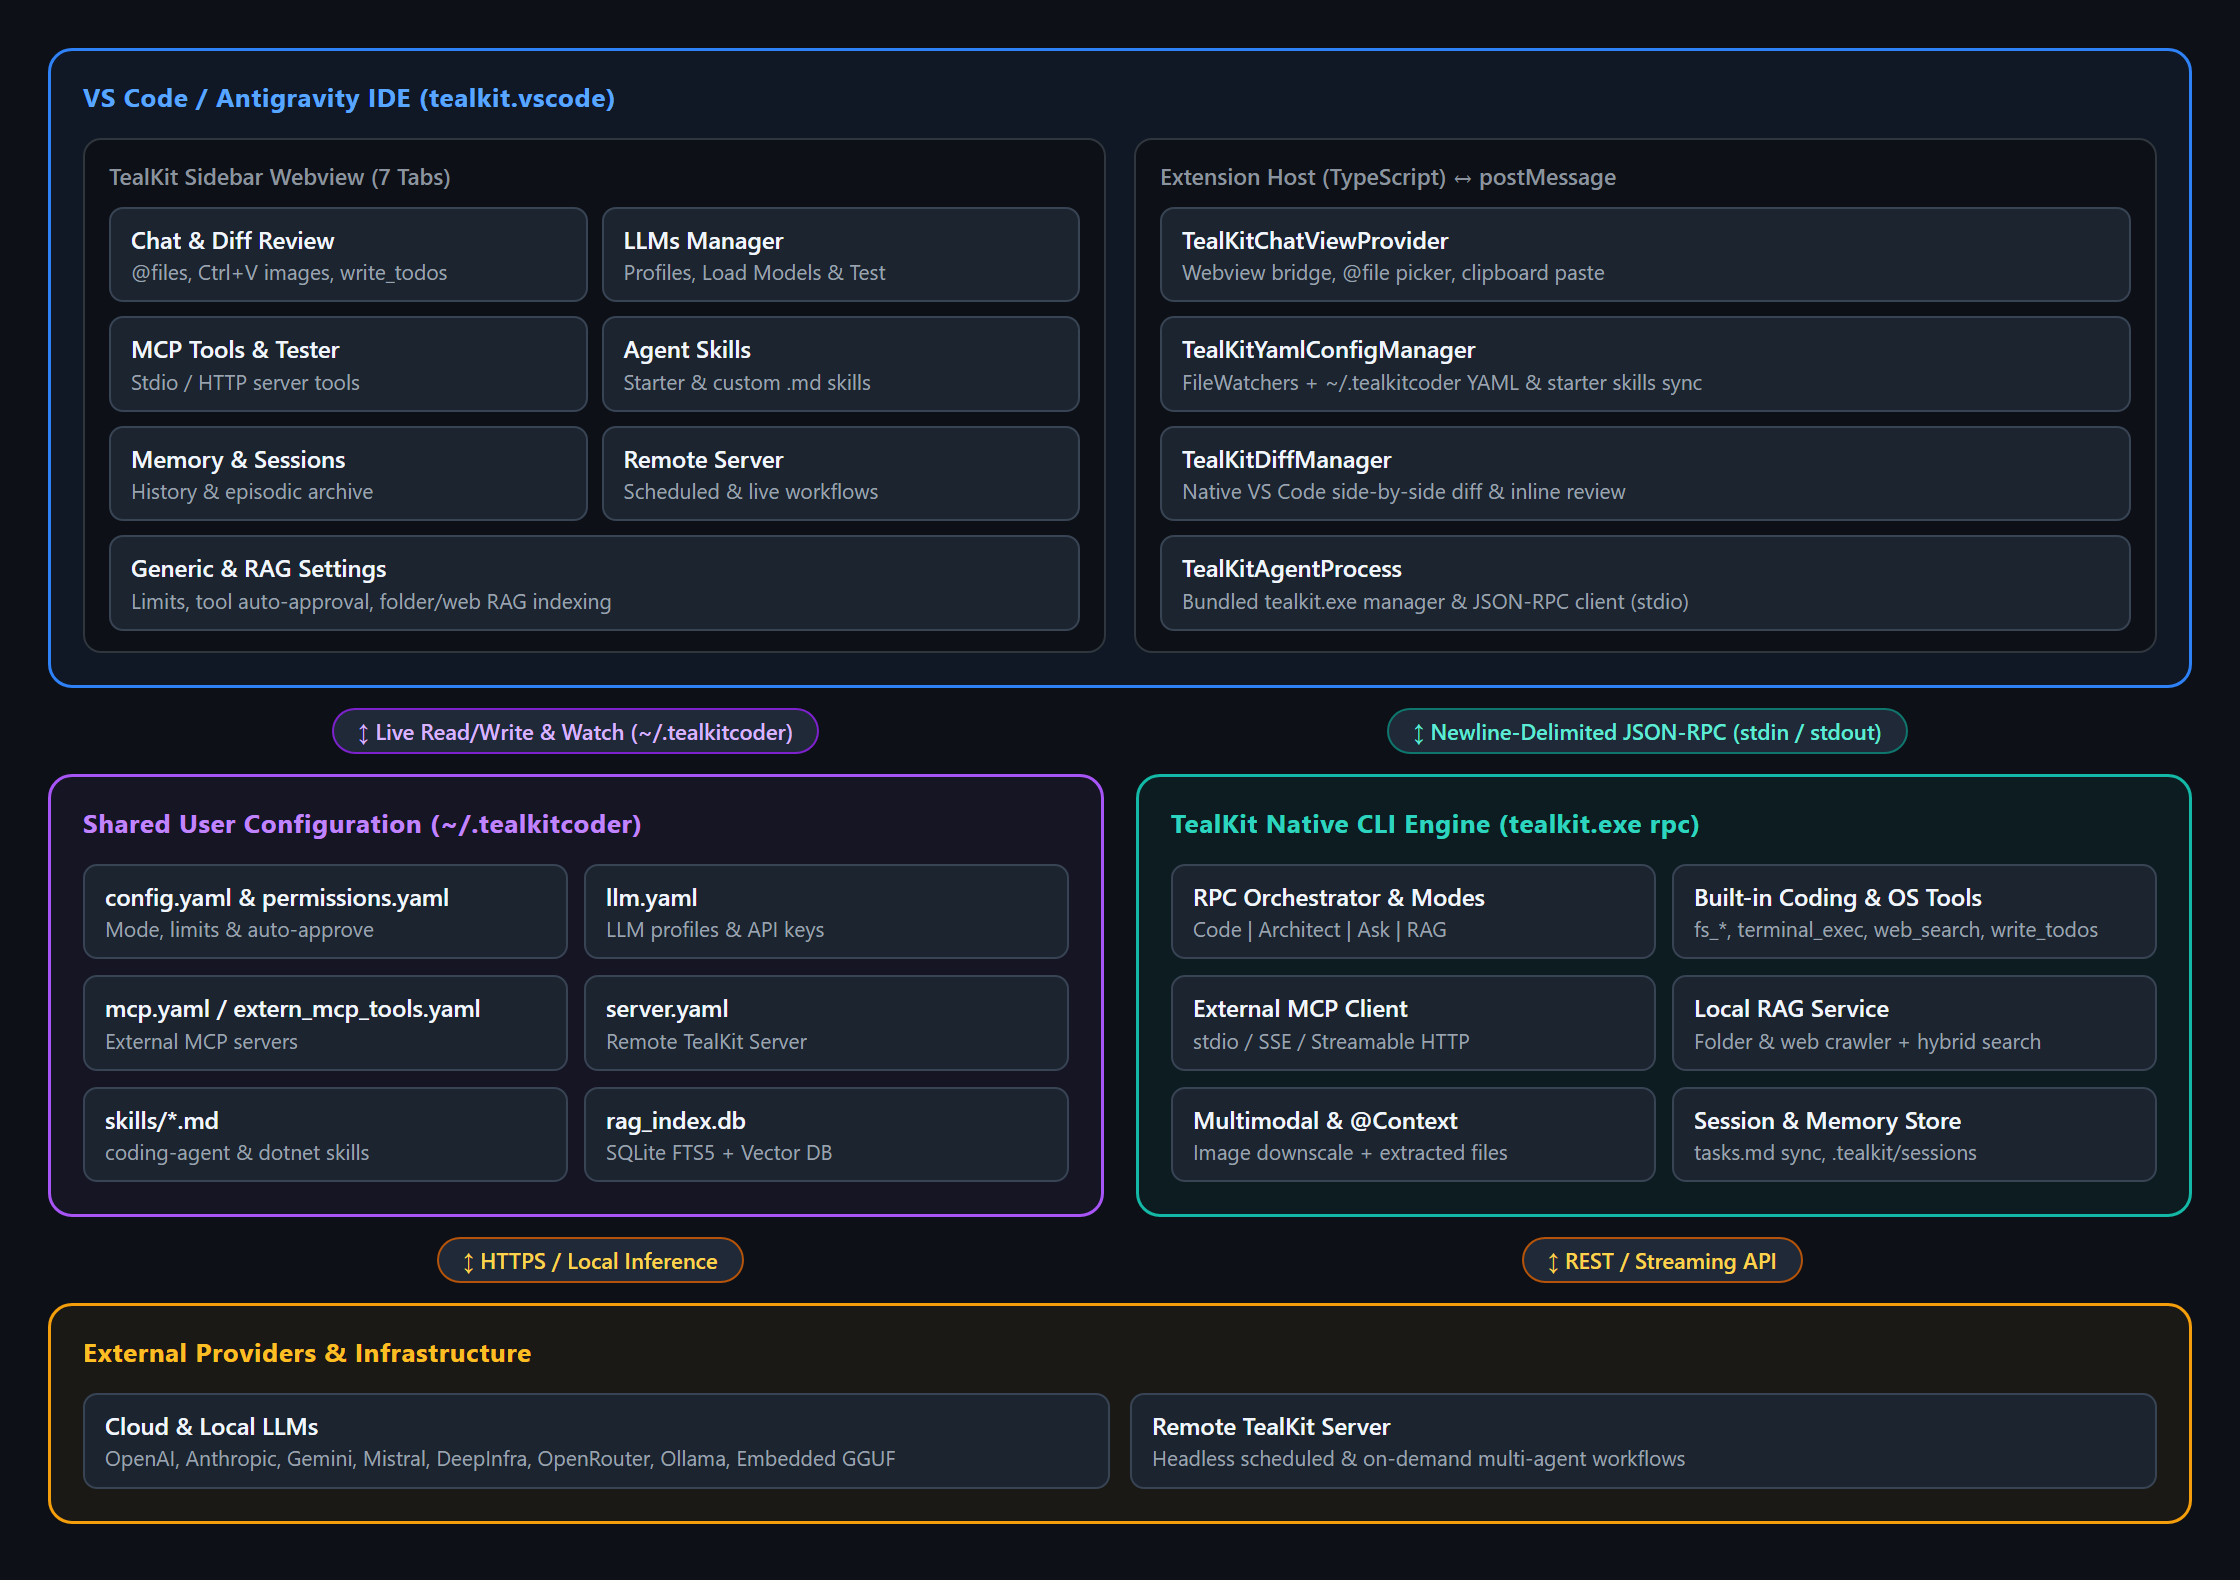 VS Code / Antigravity IDE (tealkit.vscode)
TealKit Sidebar Webview (7 Tabs)
Chat & Diff Review
@files, Ctrl+V images, write_todos
LLMs Manager
Profiles, Load Models & Test
MCP Tools & Tester
Stdio / HTTP server tools
Agent Skills
Starter & custom .md skills
Memory & Sessions
History & episodic archive
Remote Server
Scheduled & live workflows
Generic & RAG Settings
Limits, tool auto-approval, folder/web RAG indexing
Extension Host (TypeScript) ↔ postMessage
TealKitChatViewProvider
Webview bridge, @file picker, clipboard paste
TealKitYamlConfigManager
FileWatchers + ~/.tealkitcoder YAML & starter skills sync
TealKitDiffManager
Native VS Code side-by-side diff & inline review
TealKitAgentProcess
Bundled tealkit.exe manager & JSON-RPC client (stdio)
↕ Live Read/Write & Watch (~/.tealkitcoder)
↕ Newline-Delimited JSON-RPC (stdin / stdout)
Shared User Configuration (~/.tealkitcoder)
config.yaml & permissions.yaml
Mode, limits & auto-approve
llm.yaml
LLM profiles & API keys
mcp.yaml / extern_mcp_tools.yaml
External MCP servers
server.yaml
Remote TealKit Server
skills/*.md
coding-agent & dotnet skills
rag_index.db
SQLite FTS5 + Vector DB
TealKit Native CLI Engine (tealkit.exe rpc)
RPC Orchestrator & Modes
Code | Architect | Ask | RAG
Built-in Coding & OS Tools
fs_*, terminal_exec, web_search, write_todos
External MCP Client
stdio / SSE / Streamable HTTP
Local RAG Service
Folder & web crawler + hybrid search
Multimodal & @Context
Image downscale + extracted files
Session & Memory Store
tasks.md sync, .tealkit/sessions
↕ HTTPS / Local Inference
↕ REST / Streaming API
External Providers & Infrastructure
Cloud & Local LLMs
OpenAI, Anthropic, Gemini, Mistral, DeepInfra, OpenRouter, Ollama, Embedded GGUF
Remote TealKit Server
Headless scheduled & on-demand multi-agent workflows